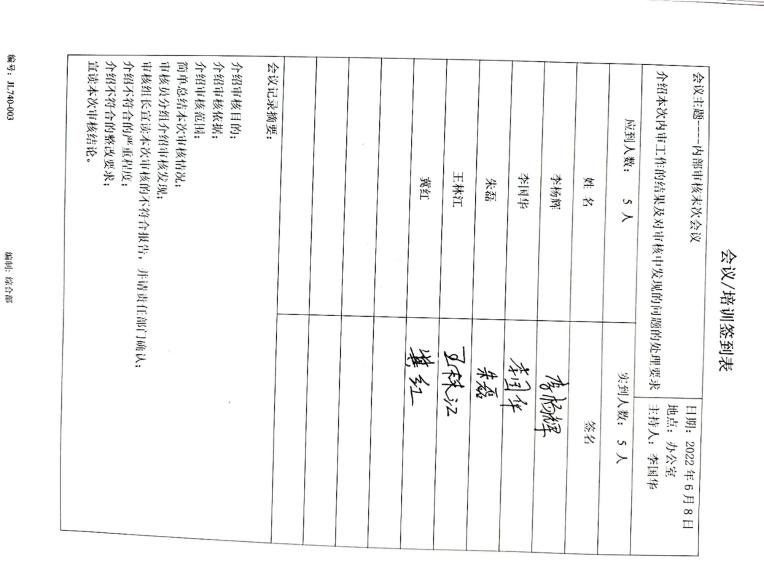 会议/培训签到表
会议主题----内部审核末次会议
介绍本次内审工作的结果及对审核中发现的问题的处理要求
日期：2022年6月8日
地点：办公室
主持人：李国华
应到人数： 5 人
实到人数： 5 人
姓 名
签名
李杨辉
李杨辉
李国华
李国华
朱磊
朱磊
王林江
王林江
冀红
冀红
会议记录摘要：
介绍审核目的；
介绍审核依据；
介绍审核范围；
简单总结本次审核情况；
审核员分组介绍审核发现；
审核组长宣读本次审核的不符合报告，并请责任部门确认；
介绍不符合的严重程度；
介绍不符合的整改要求；
宣读本次审核结论。
编号：JL740-003
编制: 综合部